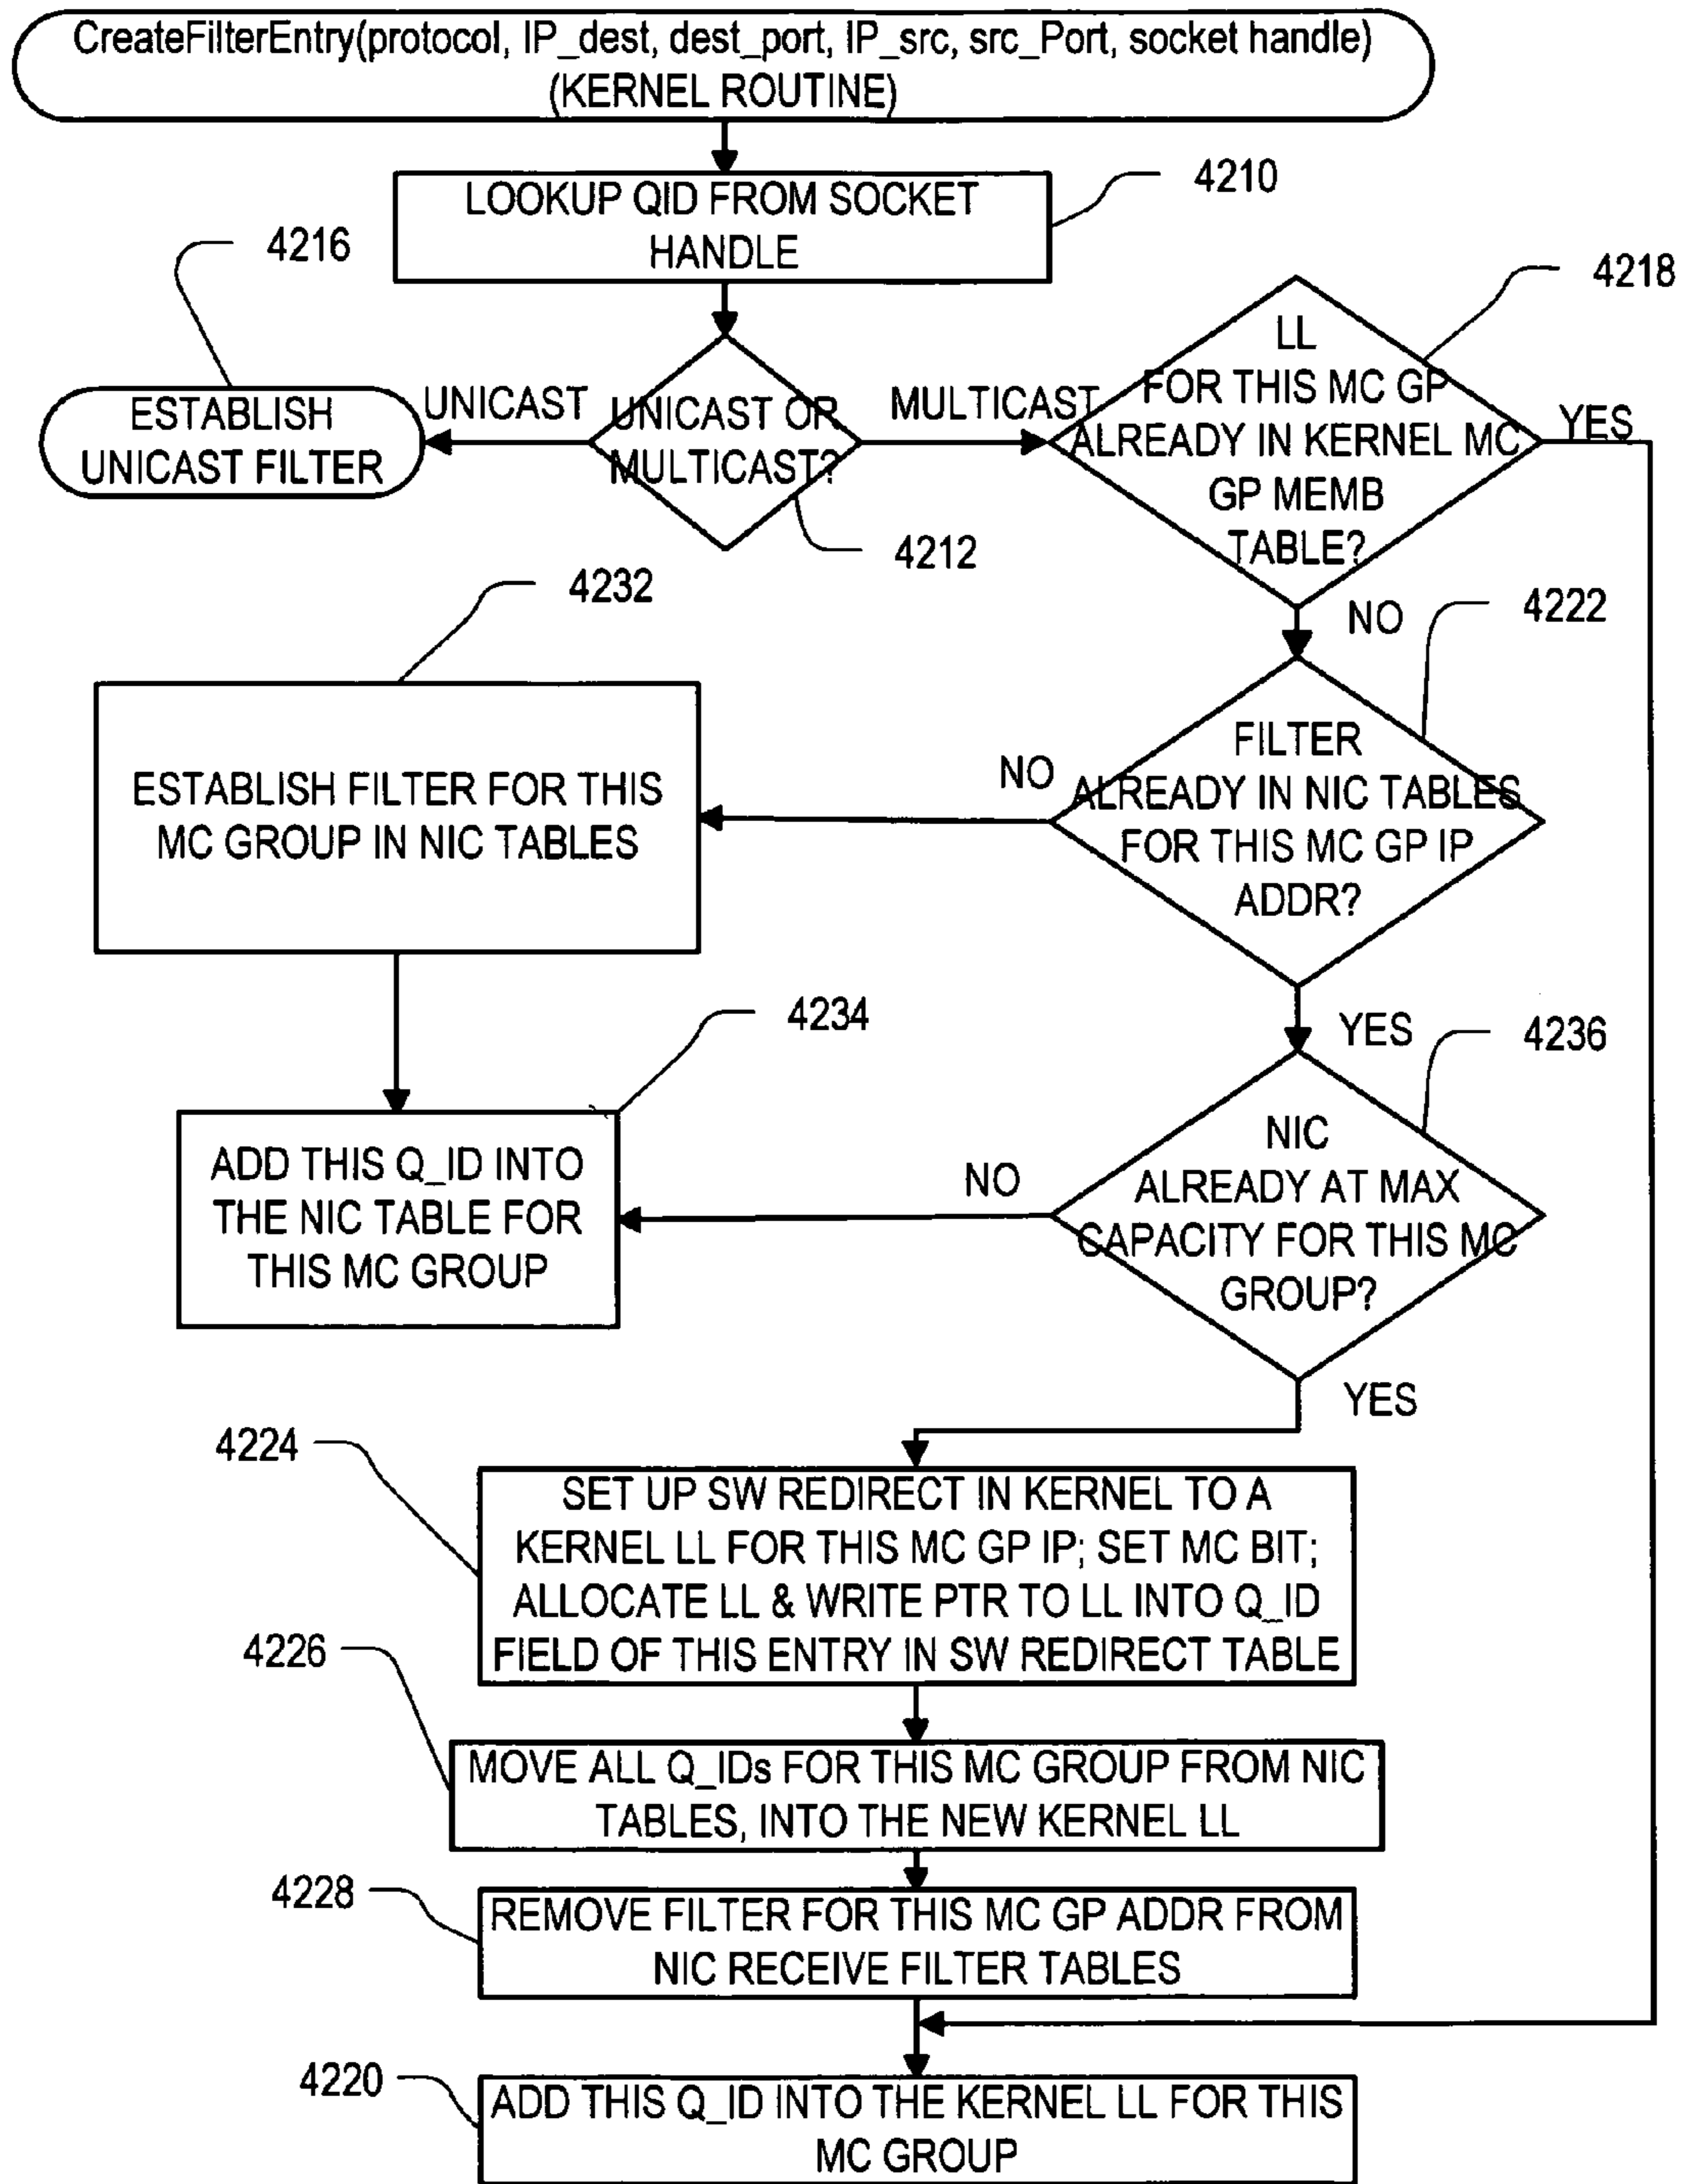 CreateFilterEntry(protocol, IP_dest, dest_port, IP_src, src_Port, socket handle)
(KERNEL ROUTINE)
LOOKUP QID FROM SOCKET
HANDLE
4210
4216
4218
ESTABLISH
UNICAST FILTER
UNICAST
UNICAST OR
MULTICAST?
MULTICAST
4212
LL
FOR THIS MC GP
ALREADY IN KERNEL MC
GP MEMB
TABLE?
YES
NO
4232
4222
ESTABLISH FILTER FOR THIS
MC GROUP IN NIC TABLES
NO
FILTER
ALREADY IN NIC TABLES
FOR THIS MC GP IP
ADDR?
YES
4234
4236
ADD THIS Q_ID INTO
THE NIC TABLE FOR
THIS MC GROUP
NO
NIC
ALREADY AT MAX
CAPACITY FOR THIS MC
GROUP?
YES
4224
SET UP SW REDIRECT IN KERNEL TO A
KERNEL LL FOR THIS MC GP IP; SET MC BIT;
ALLOCATE LL & WRITE PTR TO LL INTO Q_ID
FIELD OF THIS ENTRY IN SW REDIRECT TABLE
4226
MOVE ALL Q_IDs FOR THIS MC GROUP FROM NIC
TABLES, INTO THE NEW KERNEL LL
4228
REMOVE FILTER FOR THIS MC GP ADDR FROM
NIC RECEIVE FILTER TABLES
4220
ADD THIS Q_ID INTO THE KERNEL LL FOR THIS
MC GROUP